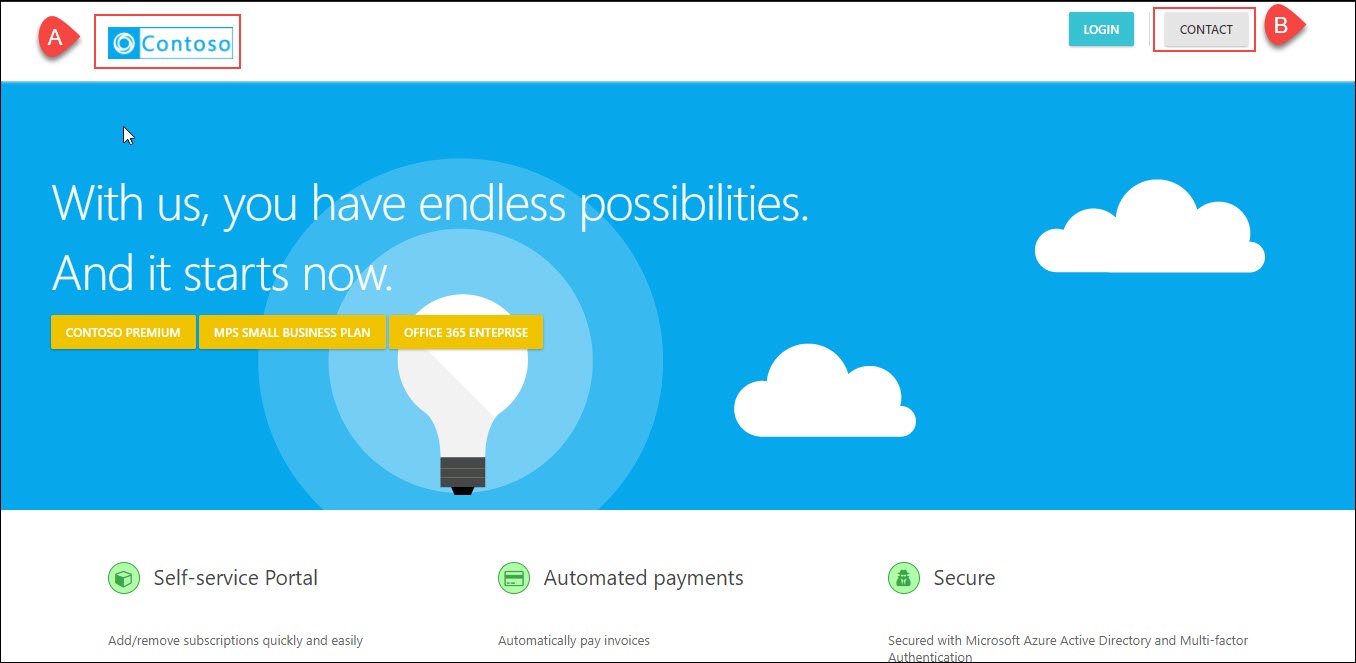 A
Contoso
LOGIN
CONTACT
B
With us, you have endless possibilities.
And it starts now.
CONTOSO PREMIUM
MPS SMALL BUSINESS PLAN
OFFICE 365 ENTEPRISE
Self-service Portal
Automated payments
Secure
Add/remove subscriptions quickly and easily
Automatically pay invoices
Secured with Microsoft Azure Active Directory and Multi-factor
Authentication